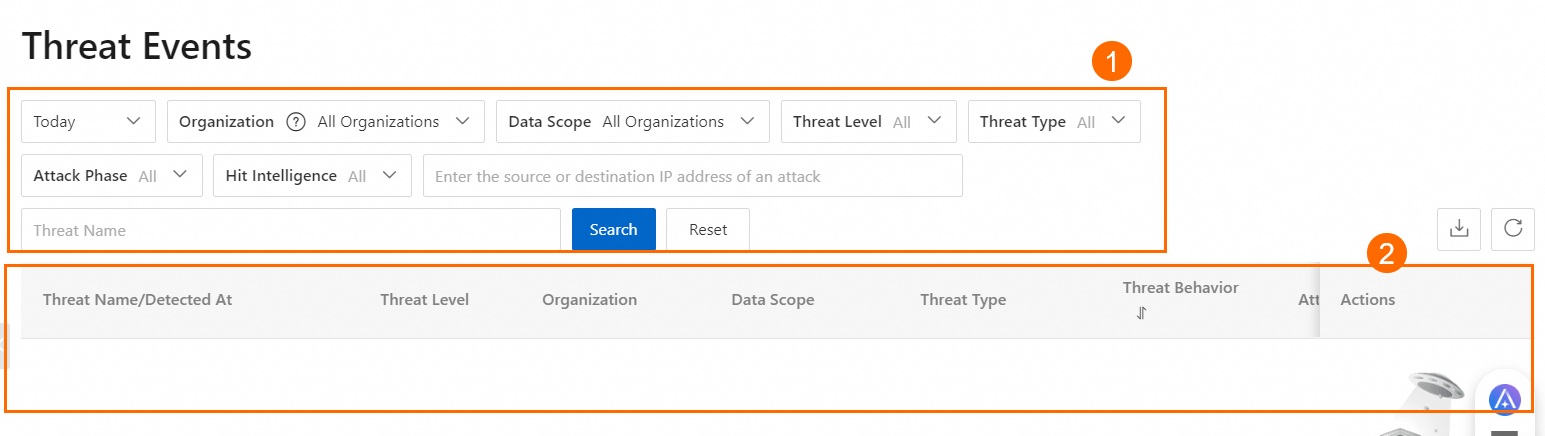 Threat Events
1
Today Organization ? All Organizations Data Scope All Organizations Threat Level All Threat Type All
Attack Phase All Hit Intelligence All Enter the source or destination IP address of an attack
Threat Name Search Reset
2
Threat Name/Detected At Threat Level Organization Data Scope Threat Type Threat Behavior Att Actions